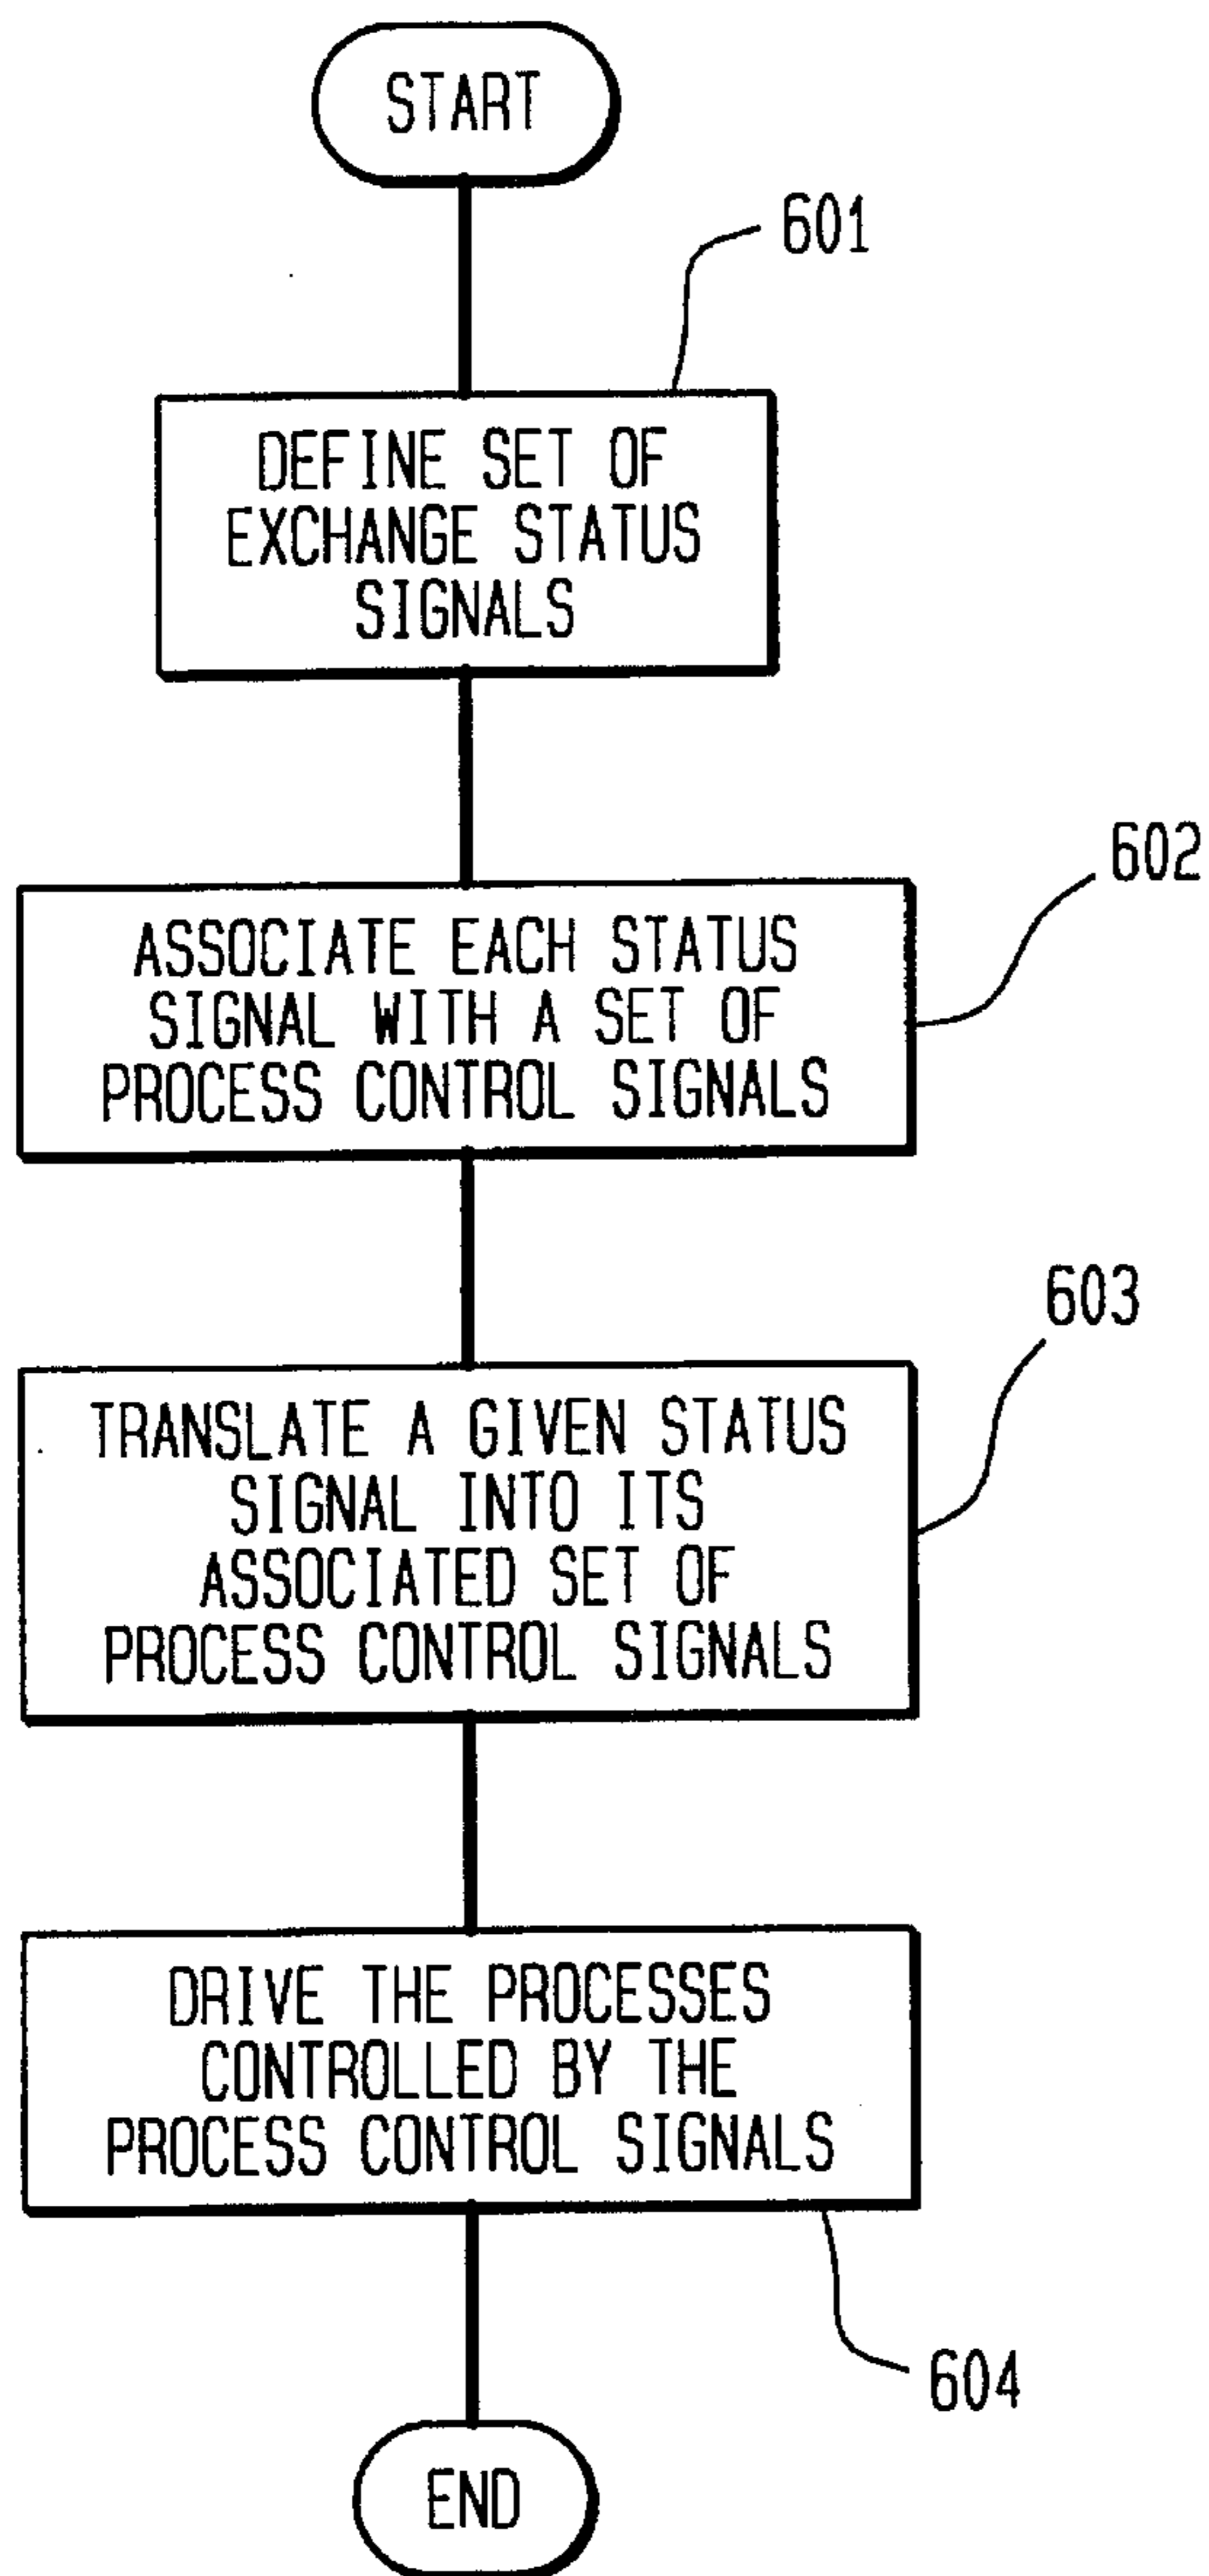 START
601
DEFINE SET OF
EXCHANGE STATUS
SIGNALS
602
ASSOCIATE EACH STATUS
SIGNAL WITH A SET OF
PROCESS CONTROL SIGNALS
603
TRANSLATE A GIVEN STATUS
SIGNAL INTO ITS
ASSOCIATED SET OF
PROCESS CONTROL SIGNALS
DRIVE THE PROCESSES
CONTROLLED BY THE
PROCESS CONTROL SIGNALS
604
END